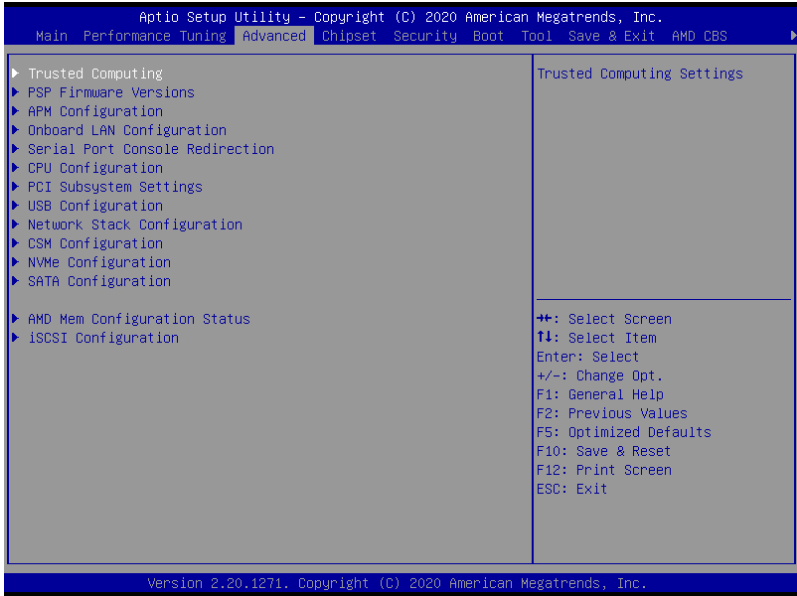 Aptio Setup Utility – Copyright (C) 2020 American Megatrends, Inc.
Main Performance Tuning Advanced Chipset Security Boot Tool Save & Exit AMD CBS
Trusted Computing
PSP Firmware Versions
APM Configuration
Onboard LAN Configuration
Serial Port Console Redirection
CPU Configuration
PCI Subsystem Settings
USB Configuration
Network Stack Configuration
CSM Configuration
NVMe Configuration
SATA Configuration
AMD Mem Configuration Status
iSCSI Configuration
Trusted Computing Settings
→←: Select Screen
↑↓: Select Item
Enter: Select
+/-: Change Opt.
F1: General Help
F2: Previous Values
F5: Optimized Defaults
F10: Save & Reset
F12: Print Screen
ESC: Exit
Version 2.20.1271. Copyright (C) 2020 American Megatrends, Inc.